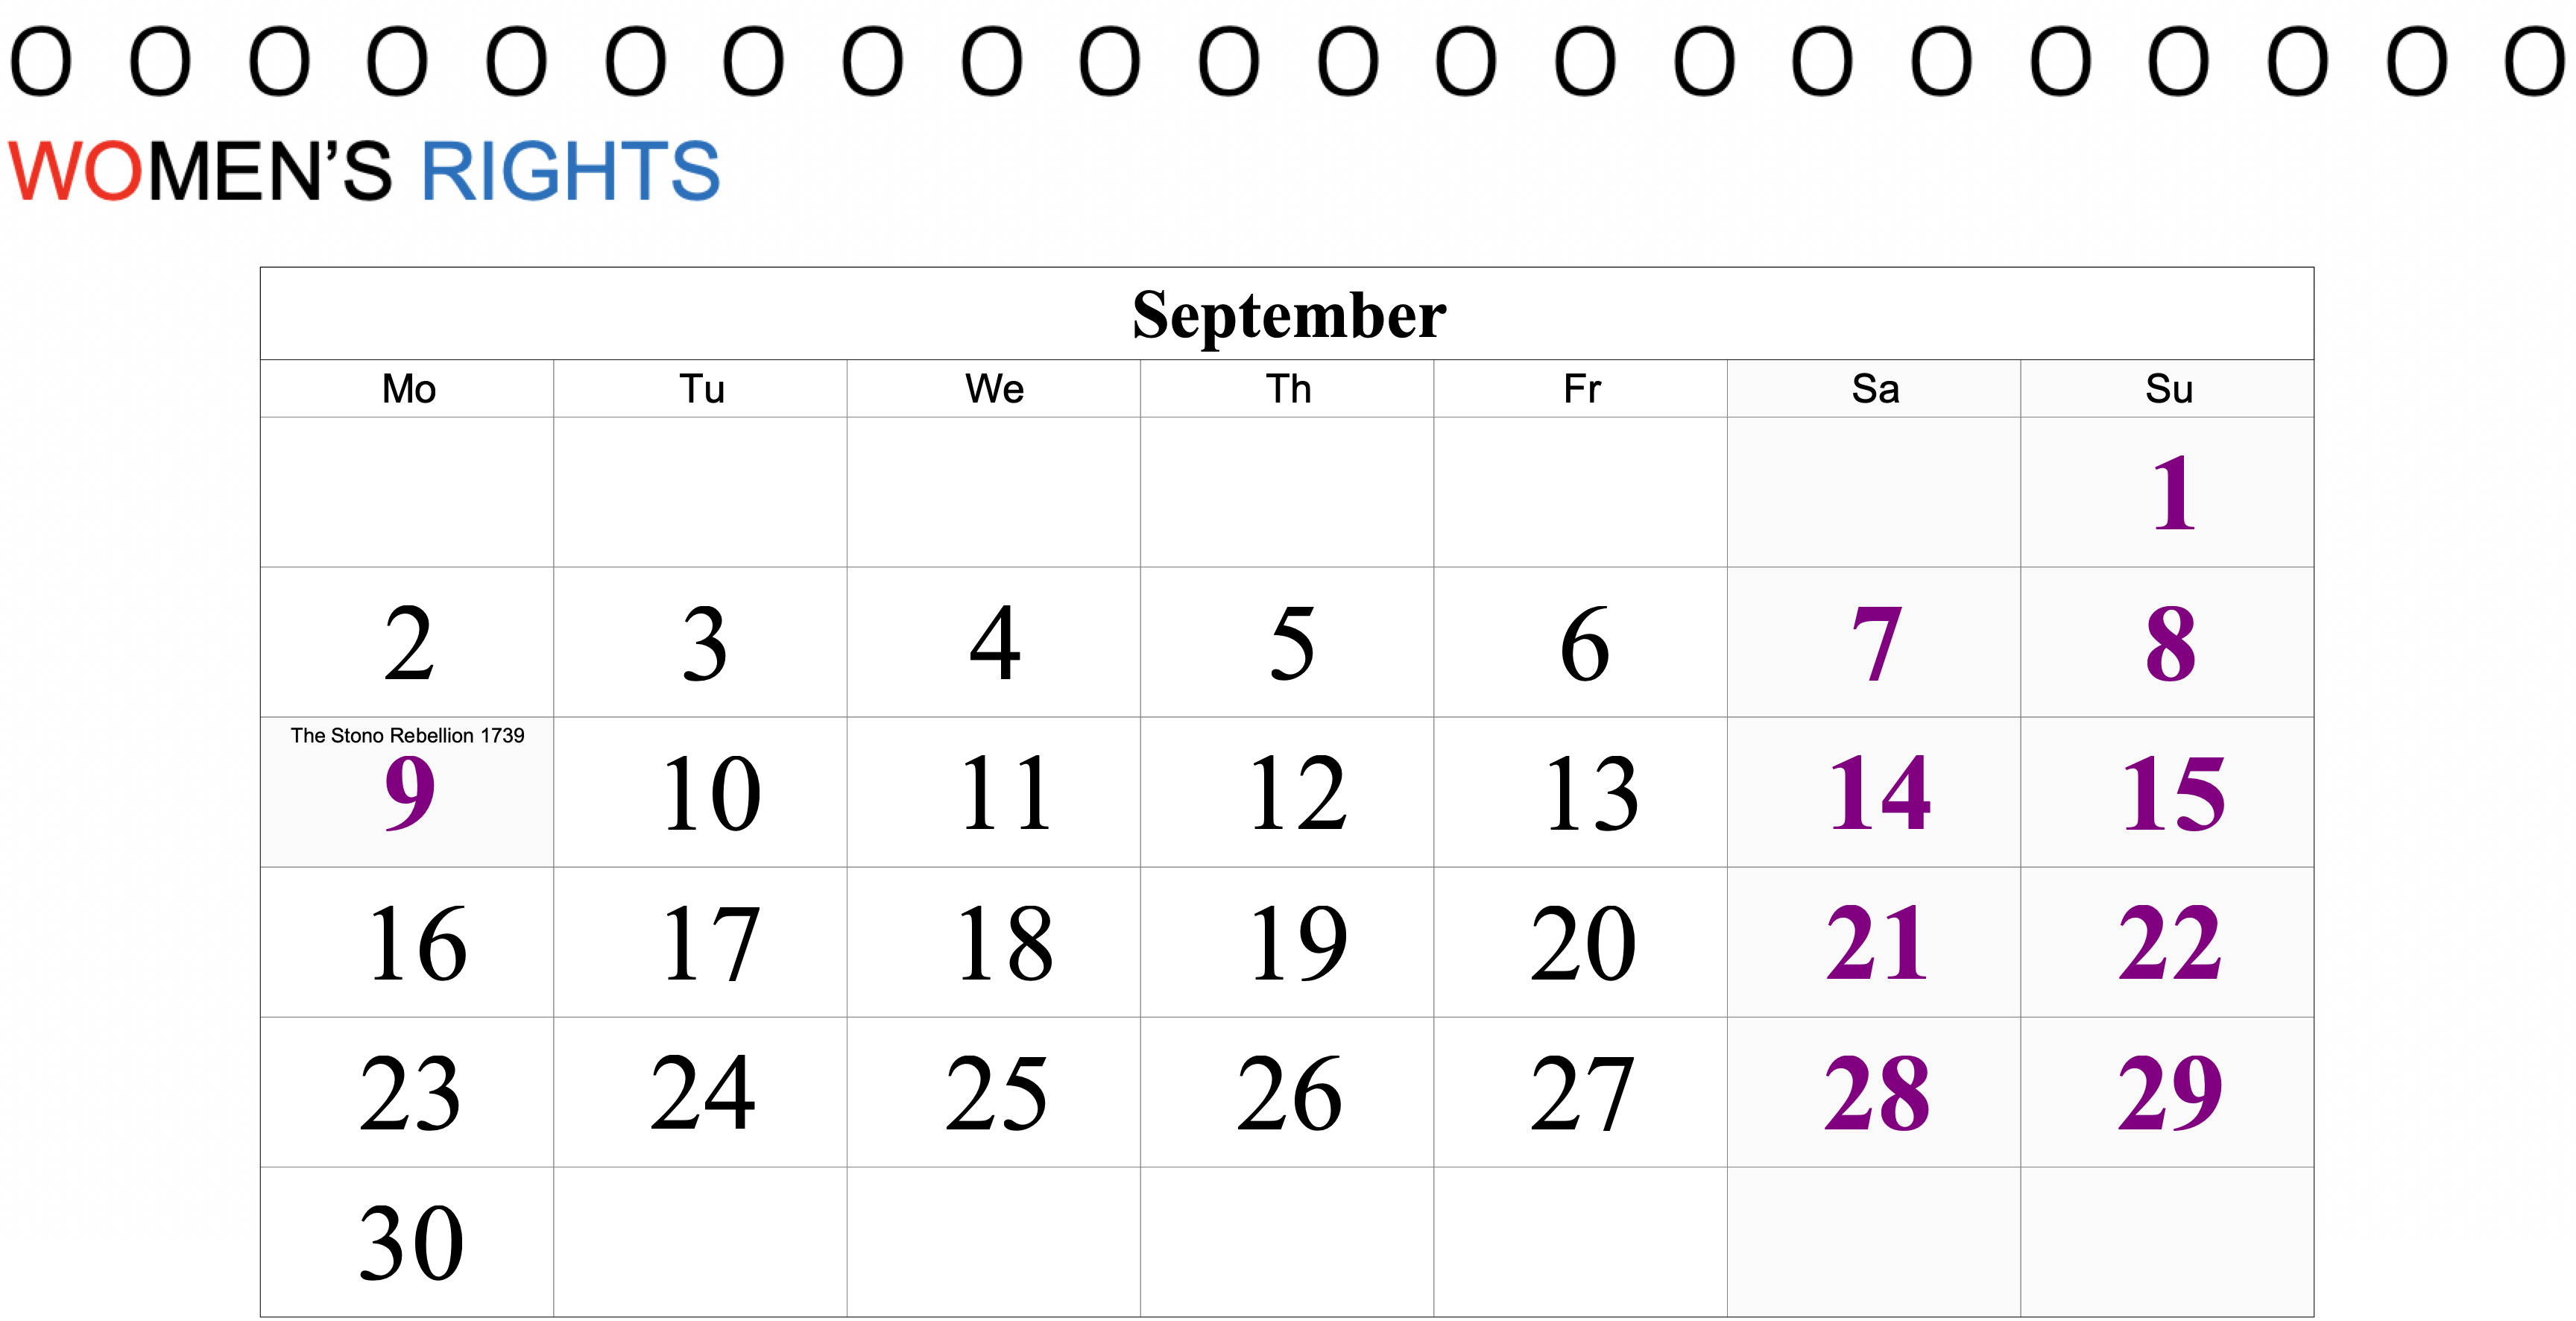 O O O O O O O O O O O O O O O O O O O O O O
WOMEN’S RIGHTS
September
Mo Tu We Th Fr Sa Su
1
2 3 4 5 6 7 8
The Stono Rebellion 1739
9 10 11 12 13 14 15
16 17 18 19 20 21 22
23 24 25 26 27 28 29
30